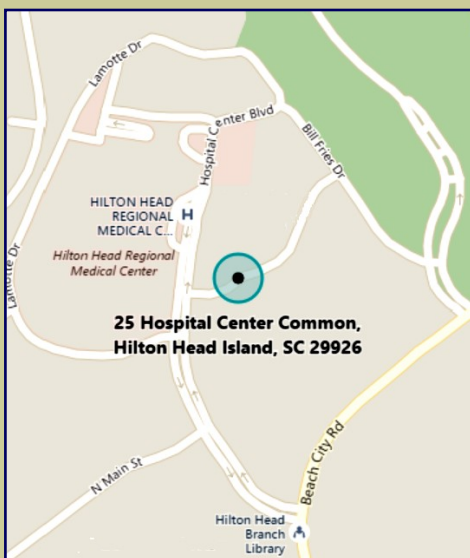 Lamotte Dr
Hospital Center Blvd
Bill Fries Dr
HILTON HEAD
REGIONAL
MEDICAL C...
H
Hilton Head Regional
Medical Center
Lamotte Dr
25 Hospital Center Common,
Hilton Head Island, SC 29926
Beach City Rd
N Main St
Hilton Head
Branch
Library